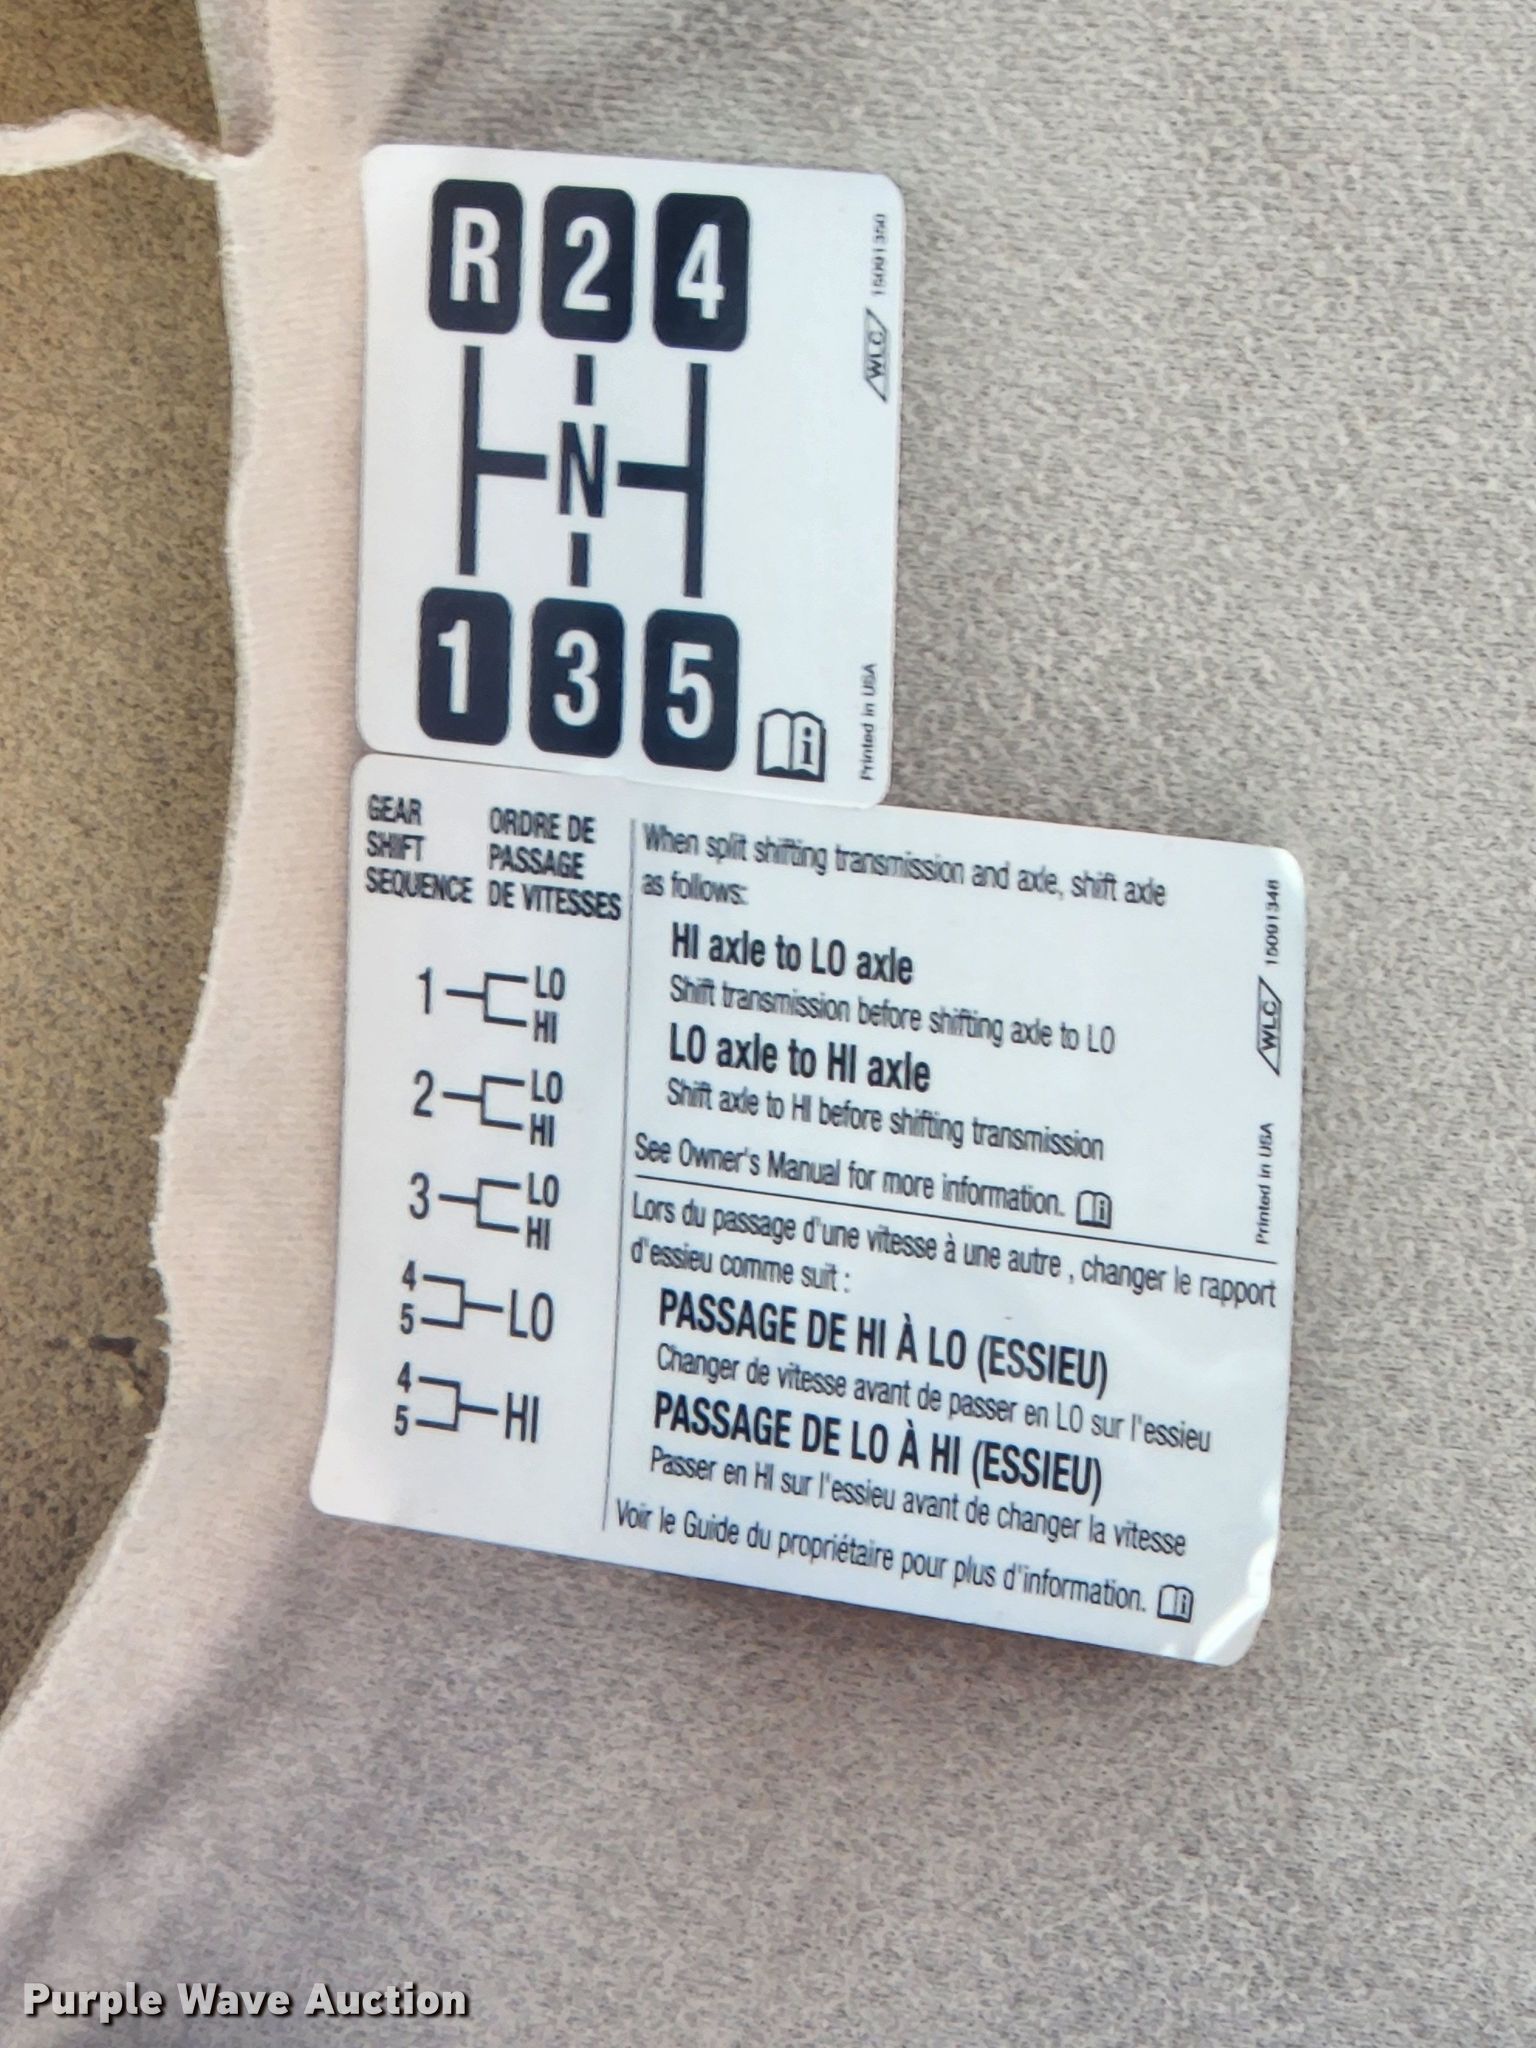 R 2 4
N
1 3 5
WLC 15091350
Printed in USA
GEAR
SHIFT
SEQUENCE
ORDRE DE
PASSAGE
DE VITESSES
1 LO
HI
2 LO
HI
3 LO
HI
4
5 LO
4
5 HI
When split shifting transmission and axle, shift axle
as follows:
HI axle to LO axle
Shift transmission before shifting axle to LO
LO axle to HI axle
Shift axle to HI before shifting transmission
See Owner's Manual for more information.
Lors du passage d'une vitesse à une autre , changer le rapport
d'essieu comme suit :
PASSAGE DE HI À LO (ESSIEU)
Changer de vitesse avant de passer en LO sur l'essieu
PASSAGE DE LO À HI (ESSIEU)
Passer en HI sur l'essieu avant de changer la vitesse
Voir le Guide du propriétaire pour plus d'information.
WLC 15091348
Printed in USA
Purple Wave Auction